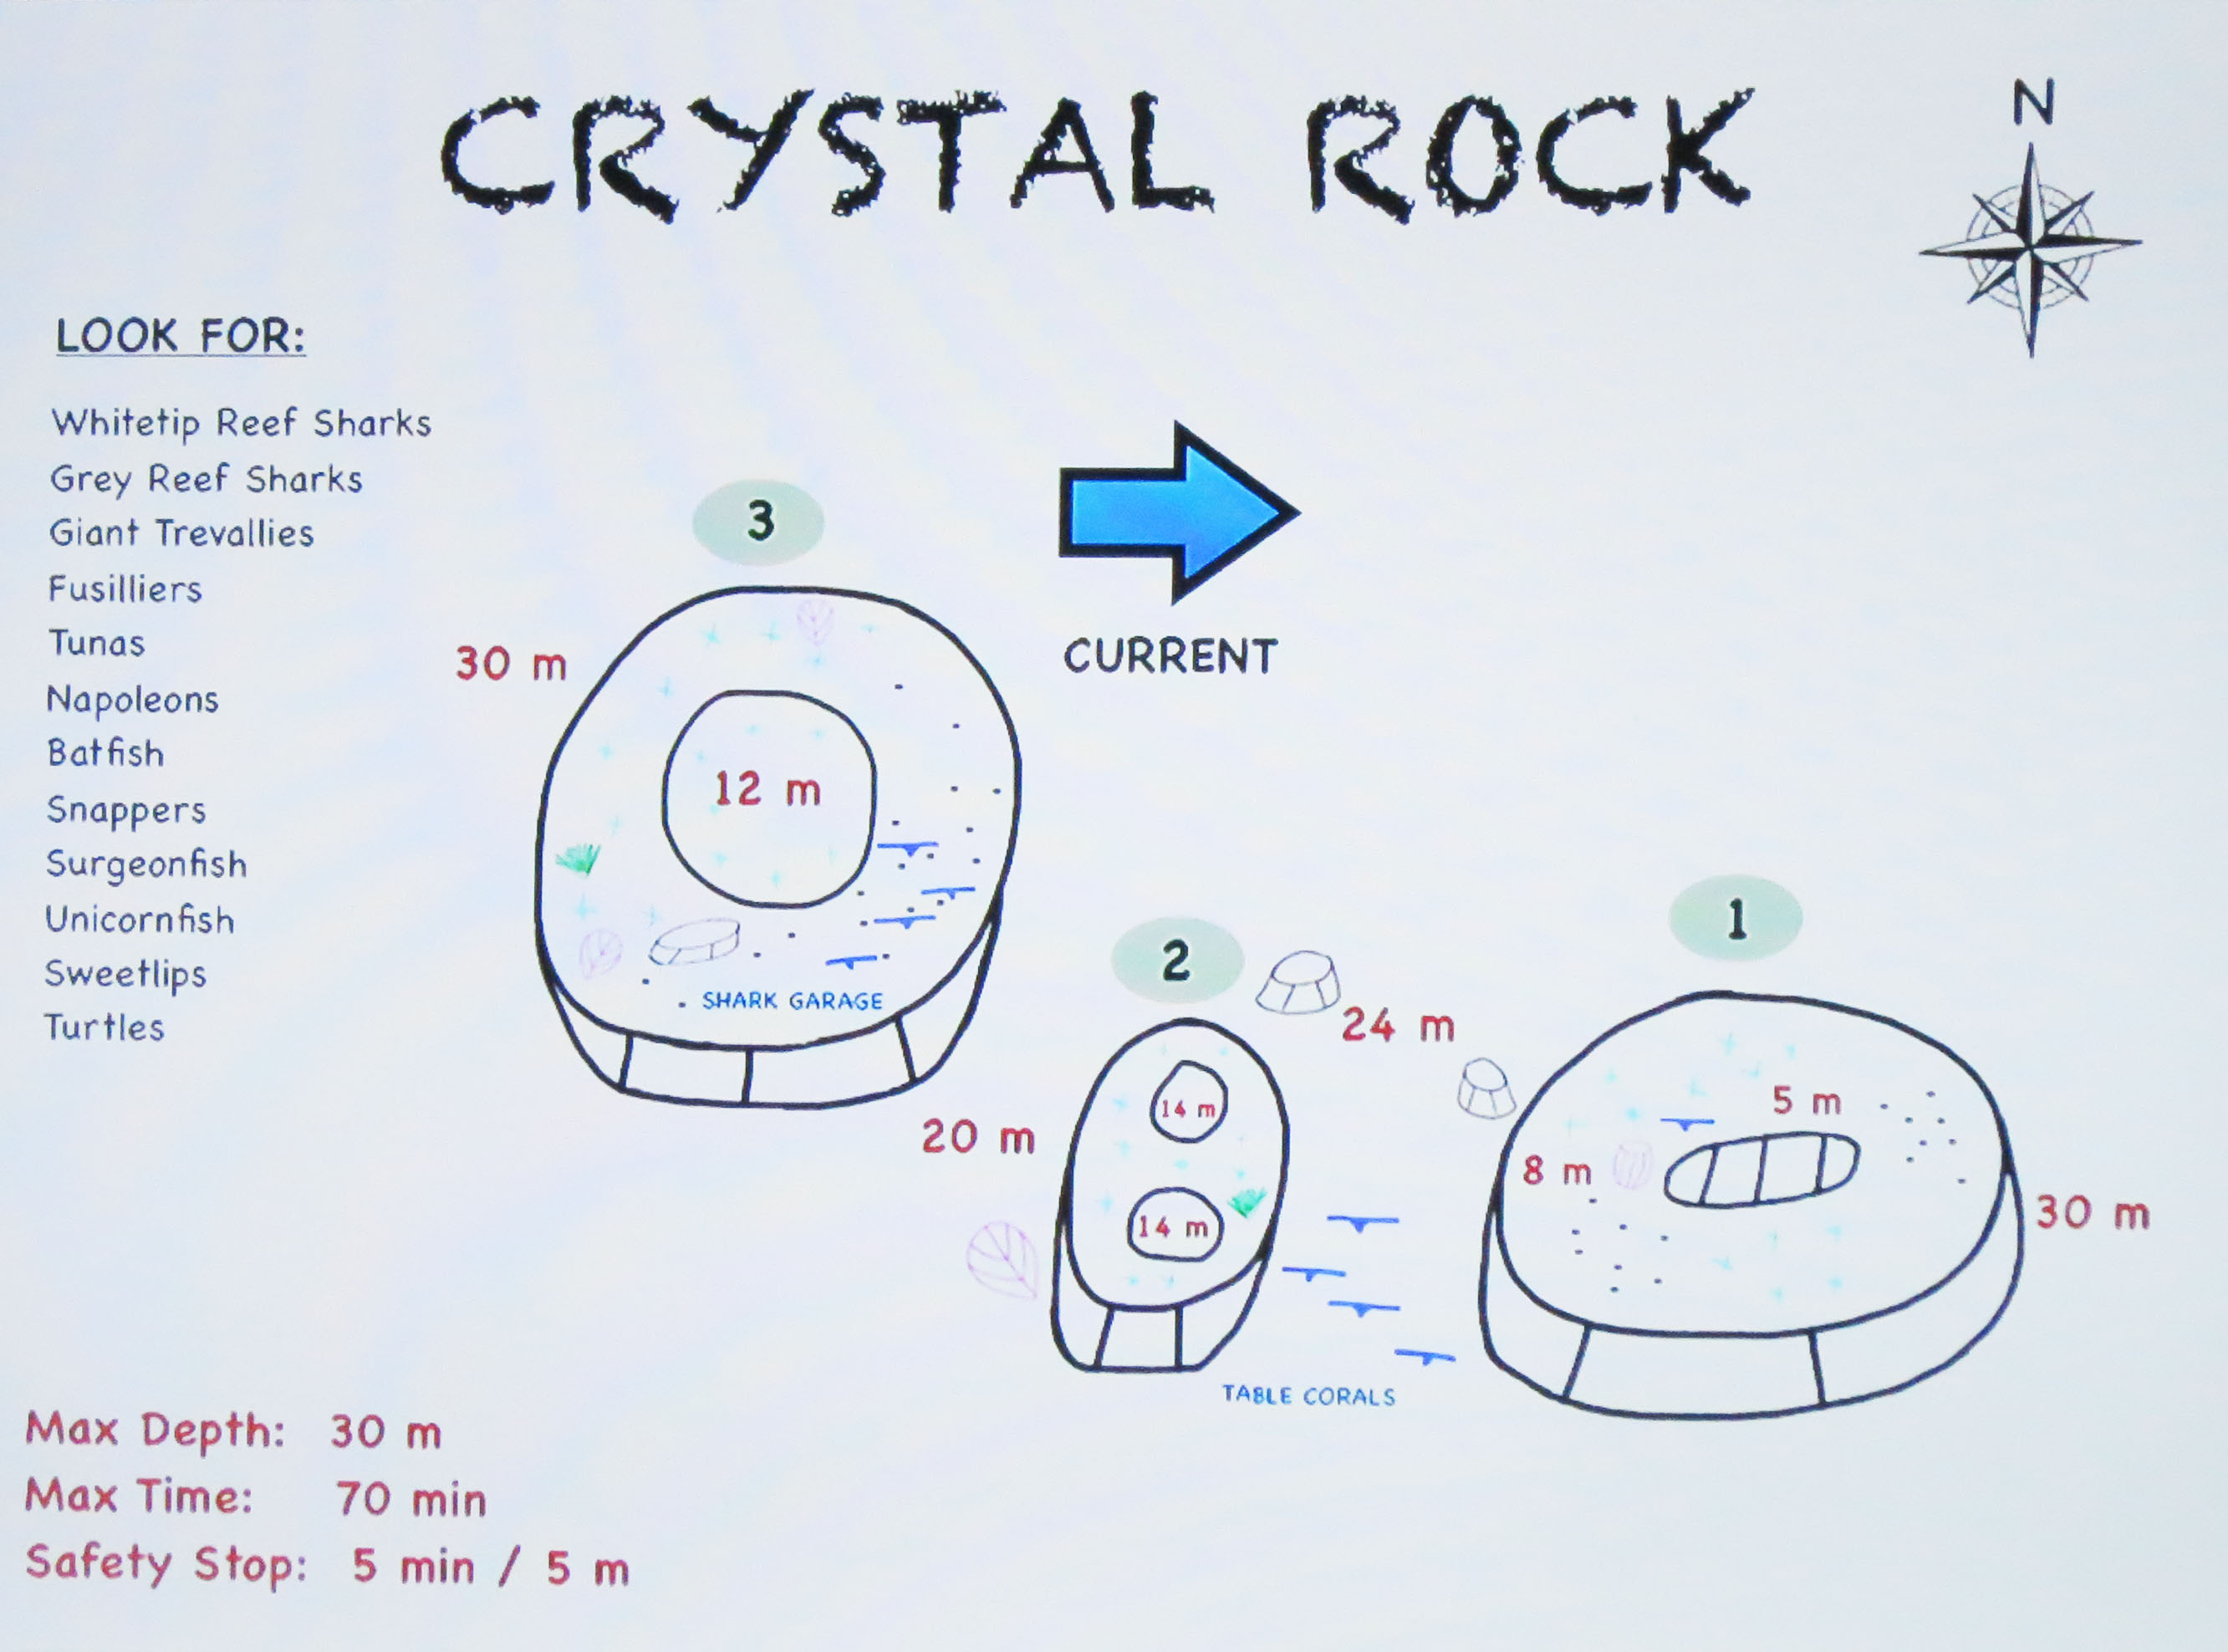 CRYSTAL ROCK
N
LOOK FOR:
Whitetip Reef Sharks
Grey Reef Sharks
Giant Trevallies
Fusilliers
Tunas
Napoleons
Batfish
Snappers
Surgeonfish
Unicornfish
Sweetlips
Turtles
CURRENT
3
30 m
12 m
SHARK GARAGE
2
24 m
20 m
14 m
14 m
TABLE CORALS
1
5 m
8 m
30 m
Max Depth: 30 m
Max Time: 70 min
Safety Stop: 5 min / 5 m